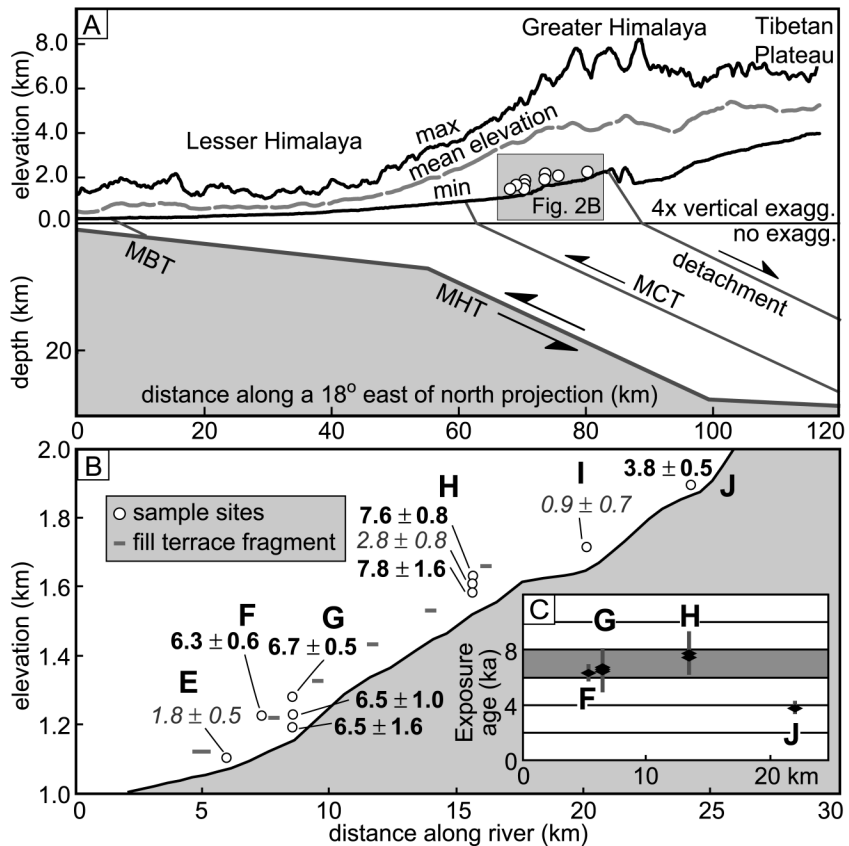 A
Greater Himalaya
Tibetan
Plateau
Lesser Himalaya
max
mean elevation
min
Fig. 2B
4x vertical exagg.
no exagg.
MBT
MHT
MCT
detachment
elevation (km)
8.0
6.0
4.0
2.0
0.0
depth (km)
20
distance along a 18° east of north projection (km)
0 20 40 60 80 100 120
B
sample sites
fill terrace fragment
E
1.8 ± 0.5
F
6.3 ± 0.6
G
6.7 ± 0.5
6.5 ± 1.0
6.5 ± 1.6
H
7.6 ± 0.8
2.8 ± 0.8
7.8 ± 1.6
I
0.9 ± 0.7
3.8 ± 0.5
J
elevation (km)
2.0
1.8
1.6
1.4
1.2
1.0
0 5 10 15 20 25 30
distance along river (km)
C
G
H
F
J
Exposure
age (ka)
8
4
0
0 10 20 km